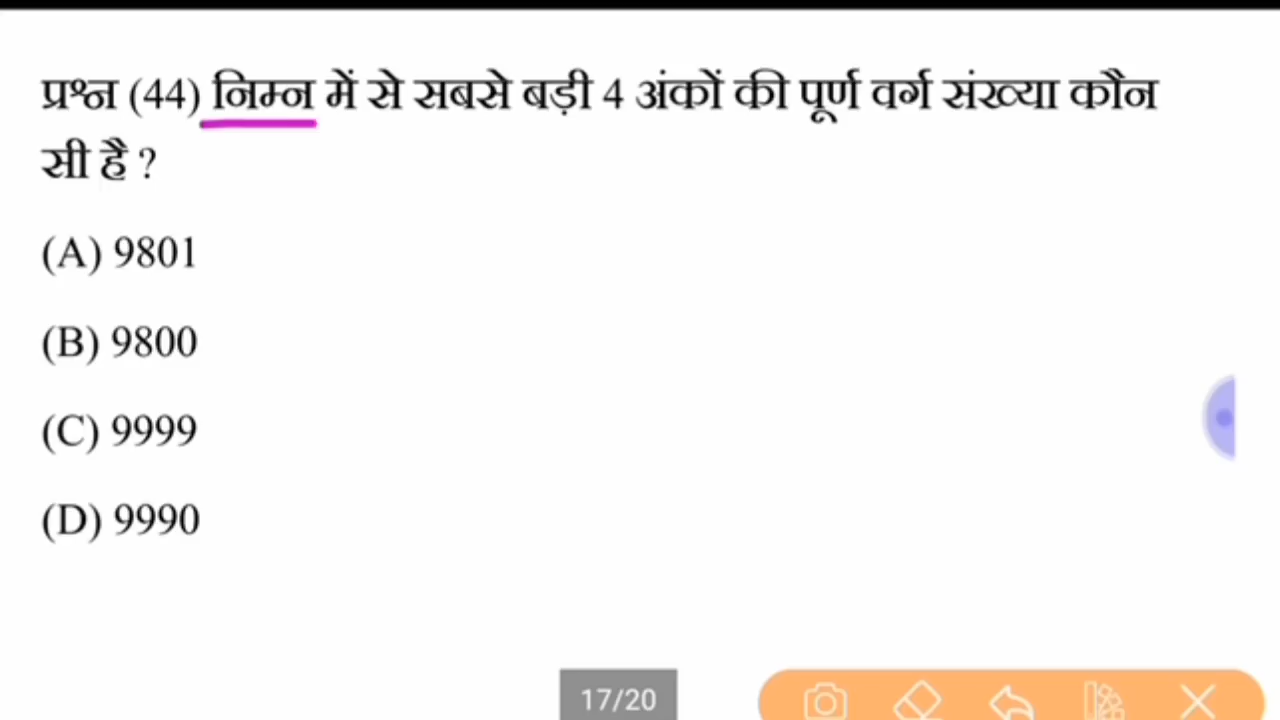 प्रश्न (44) निम्न में से सबसे बड़ी 4 अंकों की पूर्ण वर्ग संख्या कौन
सी है ?
(A) 9801
(B) 9800
(C) 9999
(D) 9990
17/20